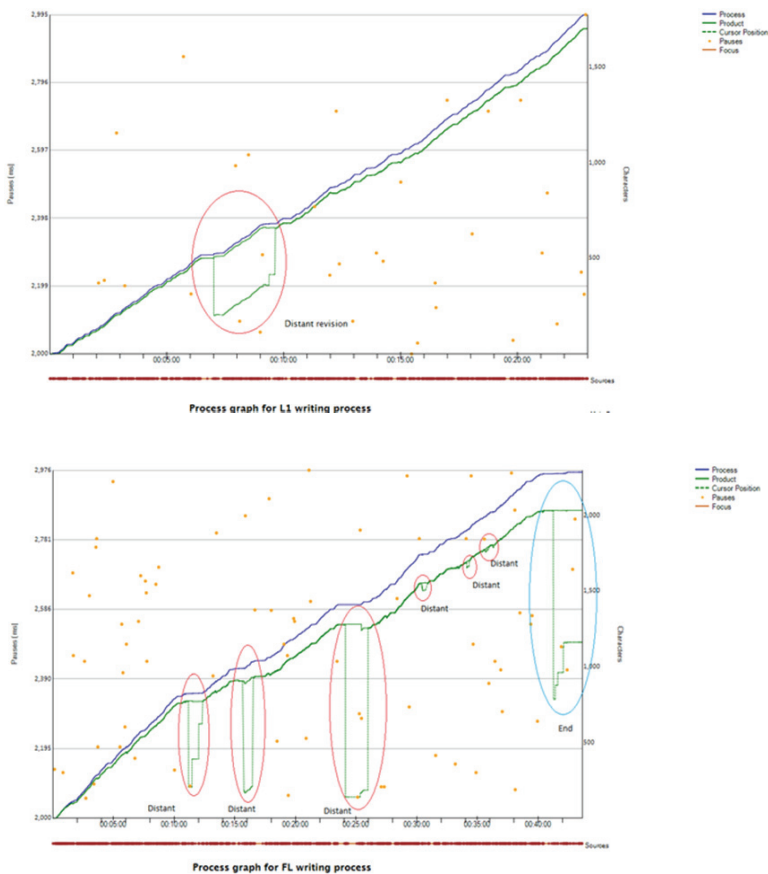 2,995
2,796
2,597
2,398
2,199
2,000
Pauses [ms]
1,500
1,000
500
Characters
00:05:00
00:10:00
00:15:00
00:20:00
Process
Product
Cursor Position
Pauses
Focus
Distant revision
Sources
Process graph for L1 writing process
2,976
2,781
2,586
2,390
2,195
2,000
Pauses [ms]
1,500
1,000
500
Characters
00:05:00
00:10:00
00:15:00
00:20:00
00:25:00
00:30:00
00:35:00
00:40:00
Process
Product
Cursor Position
Pauses
Focus
Distant
Distant
Distant
Distant
Distant
Distant
End
Sources
Process graph for FL writing process